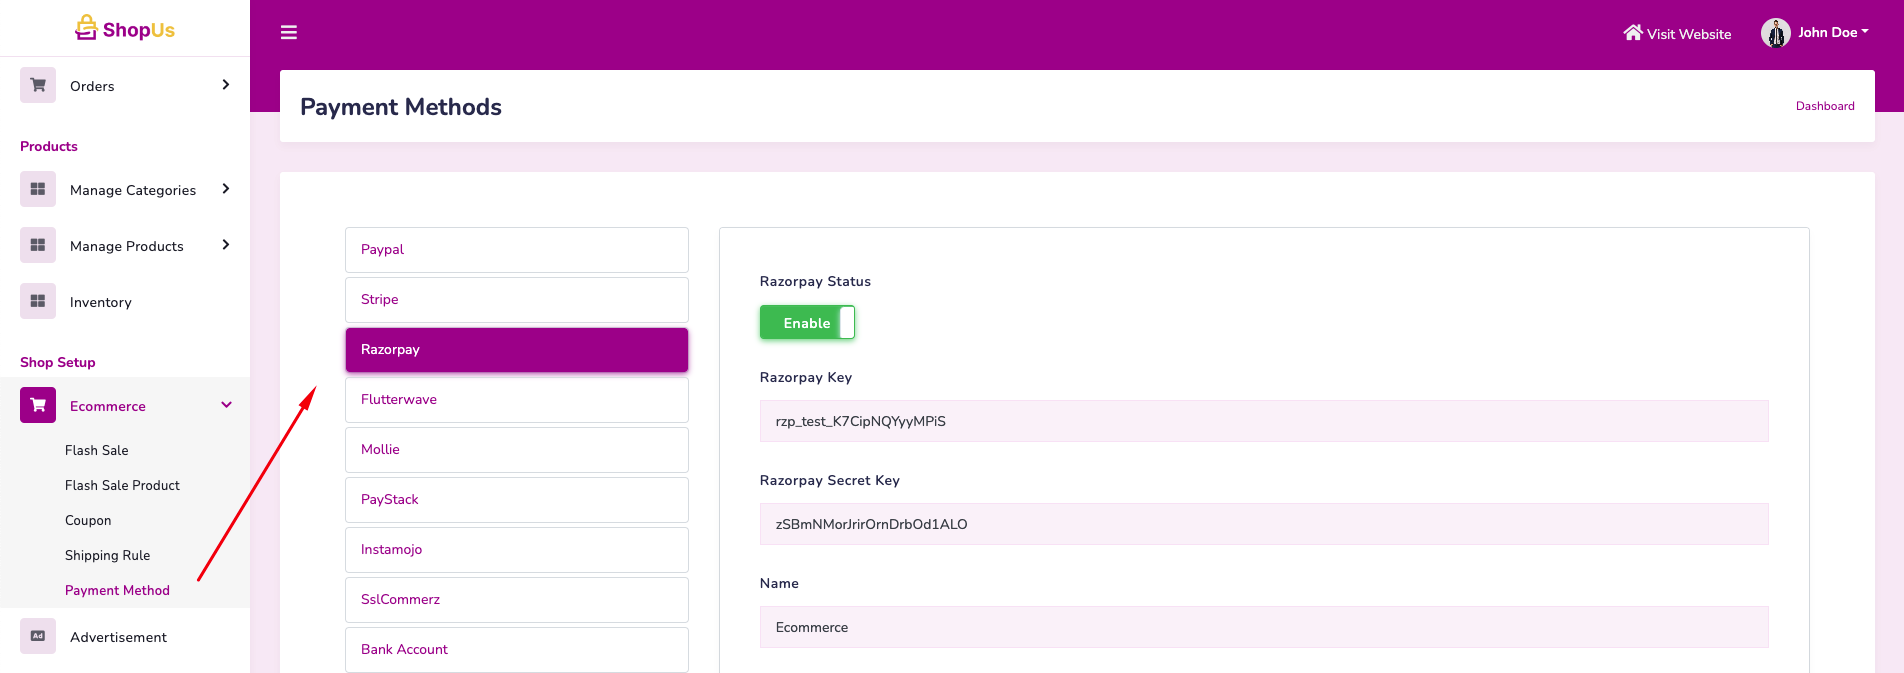 ShopUs
Visit Website
John Doe
Orders
Products
Manage Categories
Manage Products
Inventory
Shop Setup
Ecommerce
Flash Sale
Flash Sale Product
Coupon
Shipping Rule
Payment Method
Ad
Advertisement
Payment Methods
Dashboard
Paypal
Stripe
Razorpay
Flutterwave
Mollie
PayStack
Instamojo
SslCommerz
Bank Account
Razorpay Status
Enable
Razorpay Key
rzp_test_K7CipNQYyyMPiS
Razorpay Secret Key
zSBmNMorJrirOrnDrbOd1ALO
Name
Ecommerce